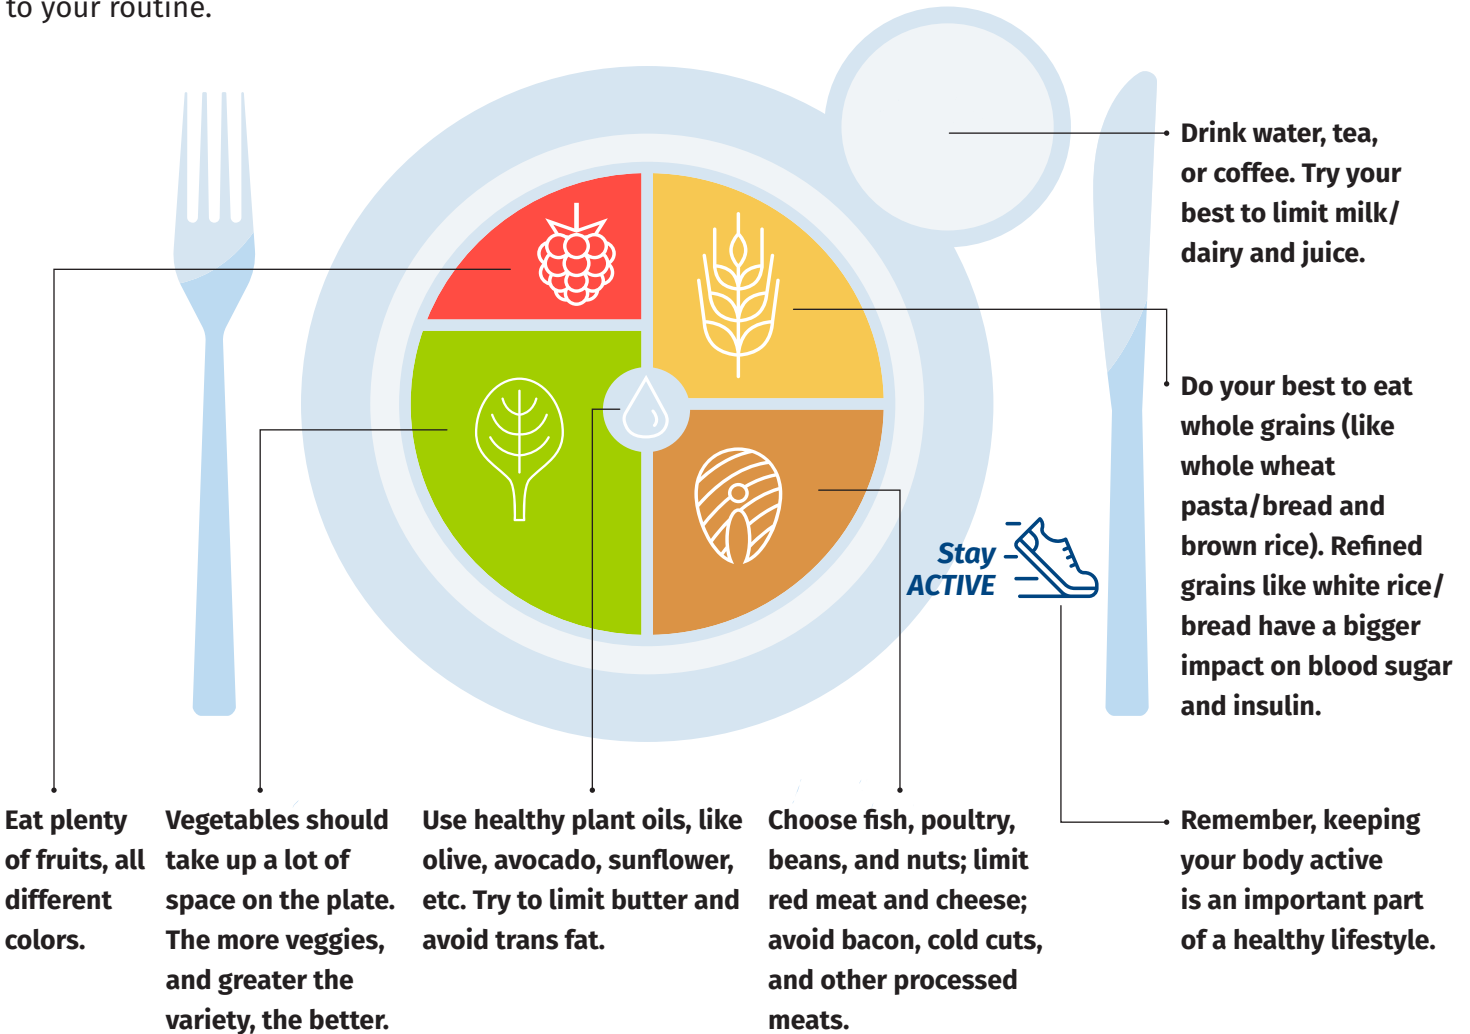 to your routine.
Drink water, tea,
or coffee. Try your
best to limit milk/
dairy and juice.
Do your best to eat
whole grains (like
whole wheat
pasta/bread and
brown rice). Refined
grains like white rice/
bread have a bigger
impact on blood sugar
and insulin.
Stay
ACTIVE
Eat plenty
of fruits, all
different
colors.
Vegetables should
take up a lot of
space on the plate.
The more veggies,
and greater the
variety, the better.
Use healthy plant oils, like
olive, avocado, sunflower,
etc. Try to limit butter and
avoid trans fat.
Choose fish, poultry,
beans, and nuts; limit
red meat and cheese;
avoid bacon, cold cuts,
and other processed
meats.
Remember, keeping
your body active
is an important part
of a healthy lifestyle.